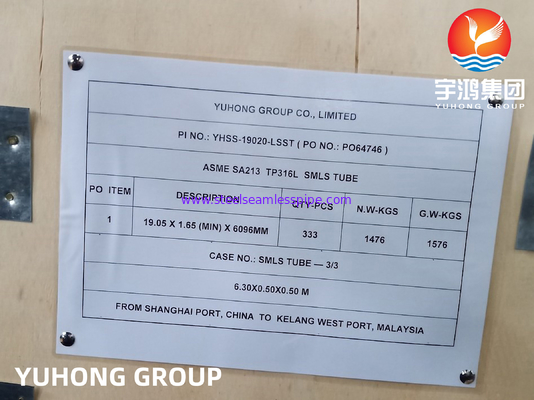 宇鸿集团
YUHONG GROUP
YUHONG GROUP CO., LIMITED
PI NO.: YHSS-19020-LSST ( PO NO.: PO64746 )
ASME SA213 TP316L SMLS TUBE
www.steelseamlesspipe.com
PO ITEM DESCRIPTION QTY-PCS N.W-KGS G.W-KGS
1 19.05 X 1.65 (MIN) X 6096MM 333 1476 1576
CASE NO.: SMLS TUBE — 3/3
6.30X0.50X0.50 M
FROM SHANGHAI PORT, CHINA TO KELANG WEST PORT, MALAYSIA
YUHONG GROUP